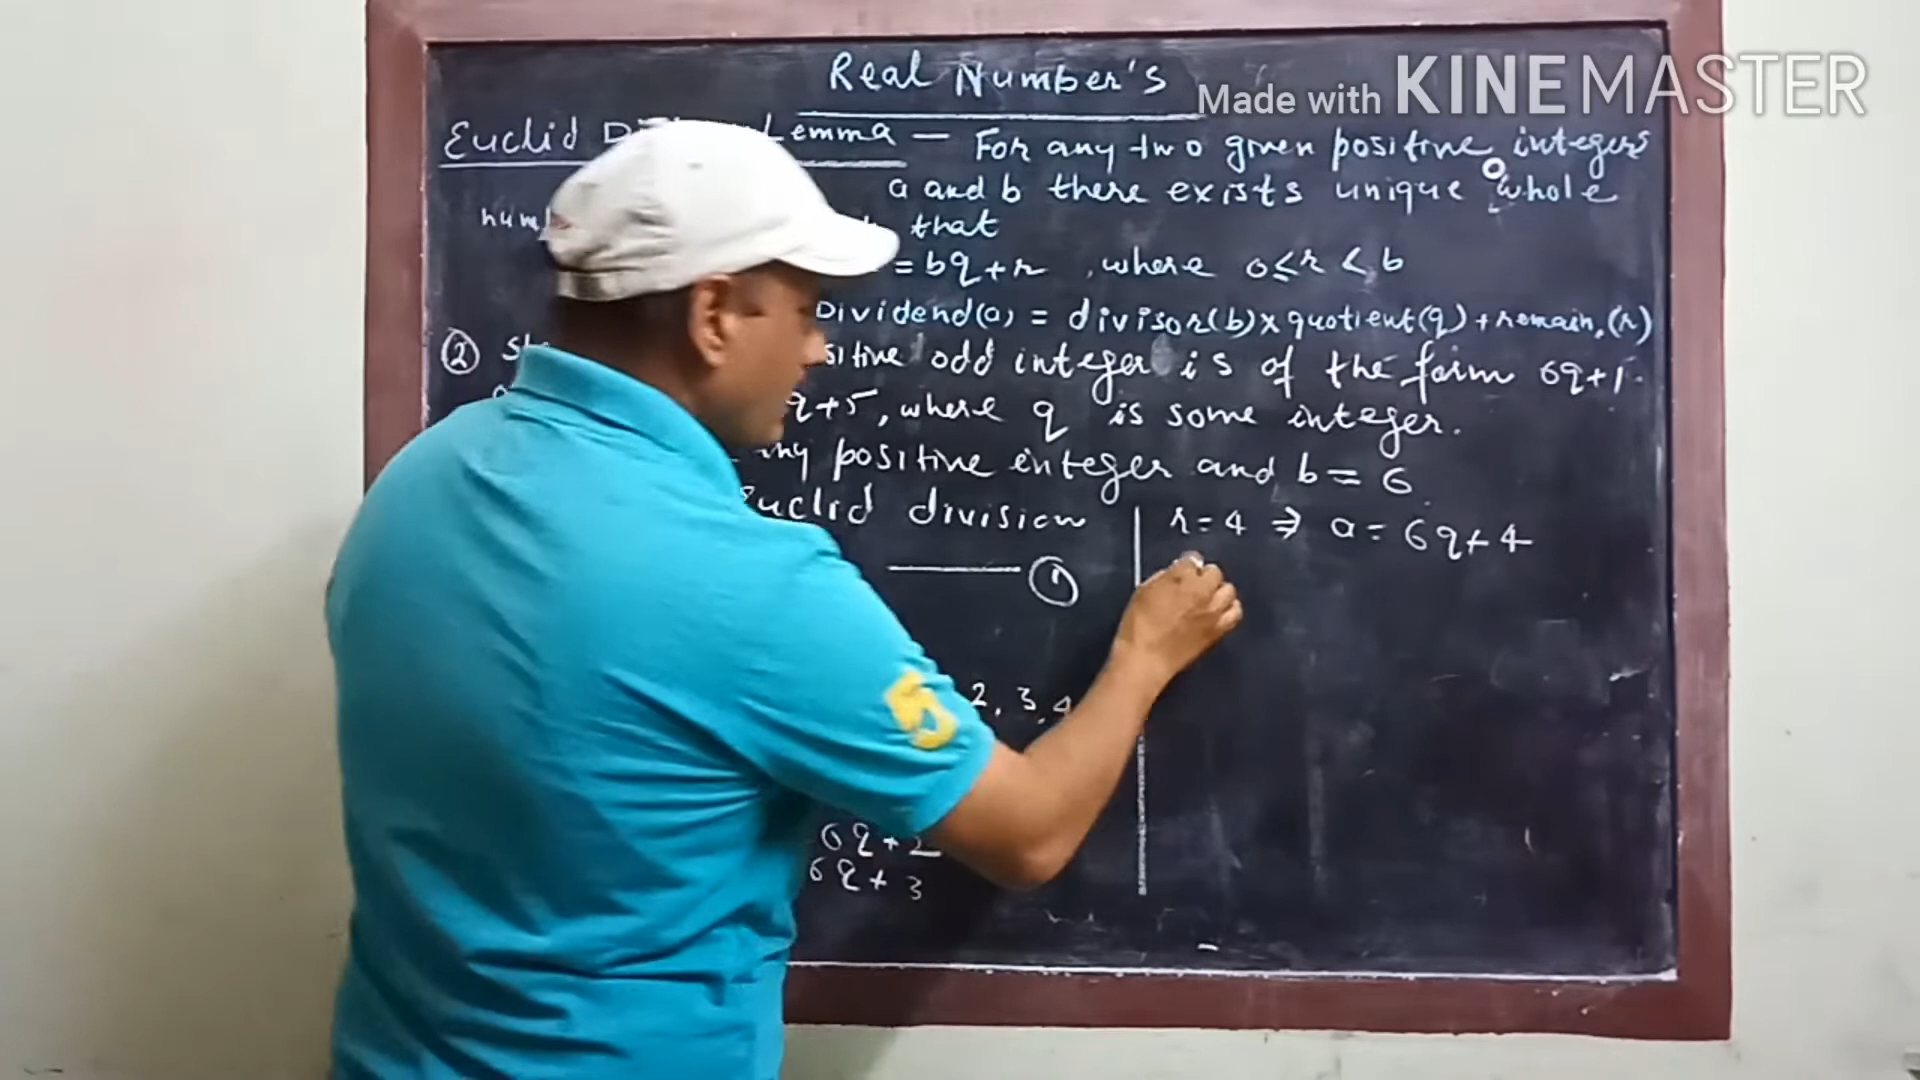 Real Number's
Made with KINEMASTER
Euclid Lemma — For any two given positive integers
a and b there exists unique whole
that
= bq + r , where 0 ≤ r < b
Dividend(a) = divisor(b) x quotient(q) + remain.(r)
② odd integer is of the form 6q+1.
q+5, where q is some integer.
positive integer and b = 6
Euclid division
r = 4 ⇒ a = 6q + 4
①
2, 3, 4
6q + 2
6q + 3
5